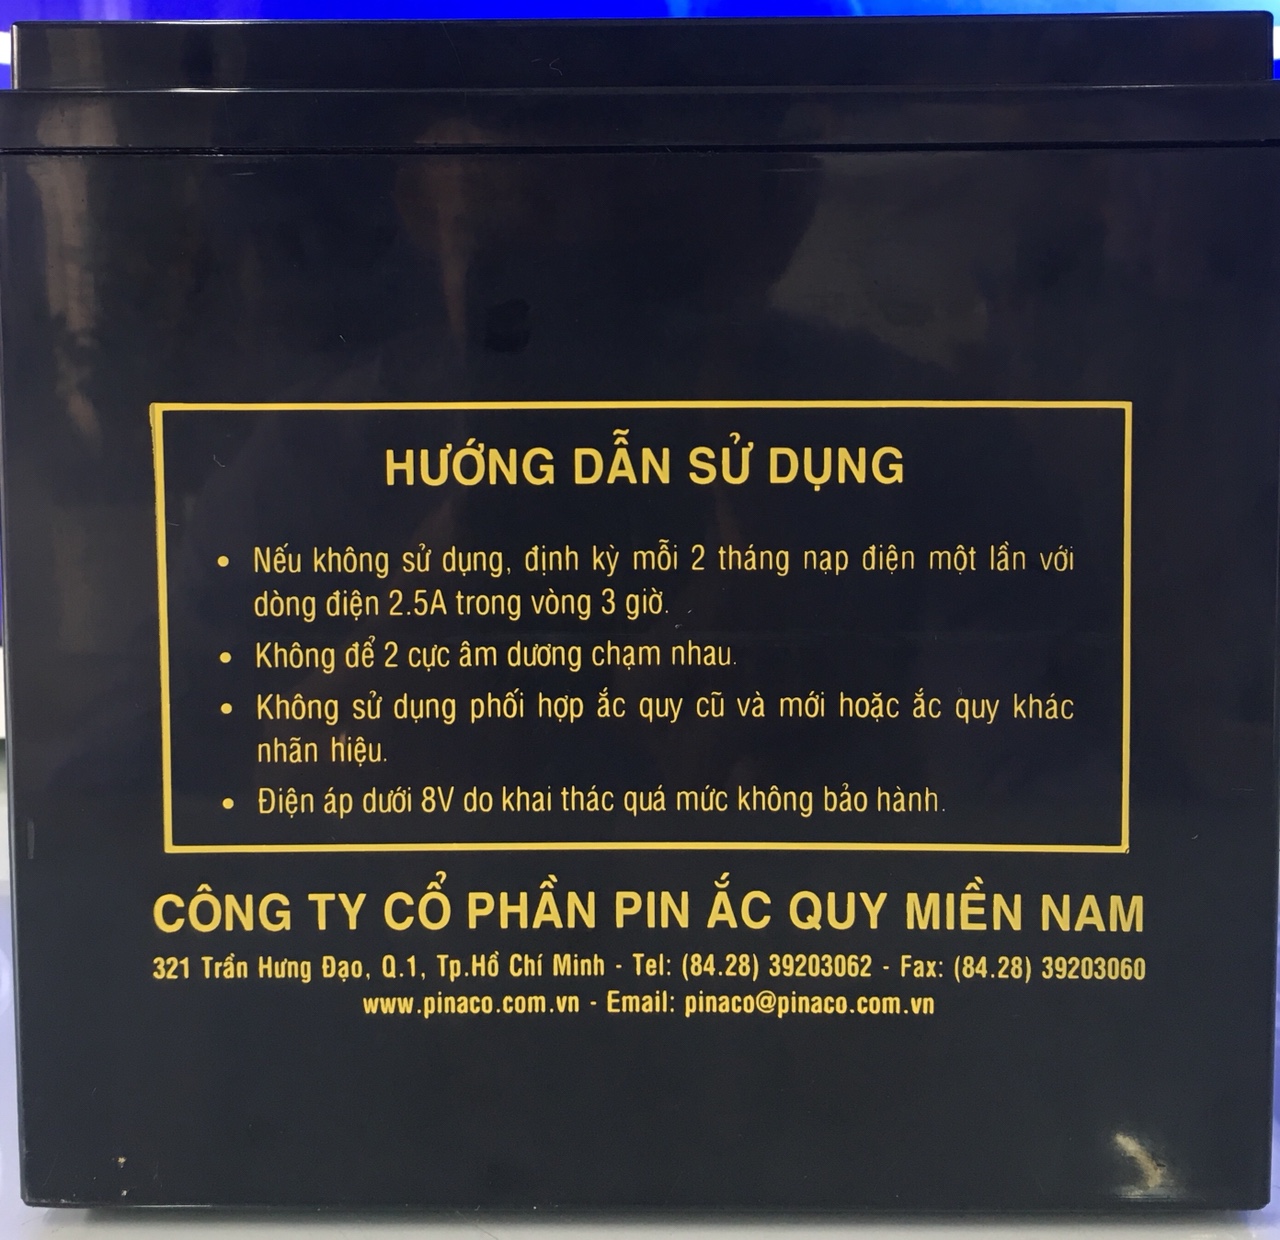 HƯỚNG DẪN SỬ DỤNG
• Nếu không sử dụng, định kỳ mỗi 2 tháng nạp điện một lần với
dòng điện 2.5A trong vòng 3 giờ.
• Không để 2 cực âm dương chạm nhau.
• Không sử dụng phối hợp ắc quy cũ và mới hoặc ắc quy khác
nhãn hiệu.
• Điện áp dưới 8V do khai thác quá mức không bảo hành.
CÔNG TY CỔ PHẦN PIN ẮC QUY MIỀN NAM
321 Trần Hưng Đạo, Q.1, Tp.Hồ Chí Minh - Tel: (84.28) 39203062 - Fax: (84.28) 39203060
www.pinaco.com.vn - Email: pinaco@pinaco.com.vn